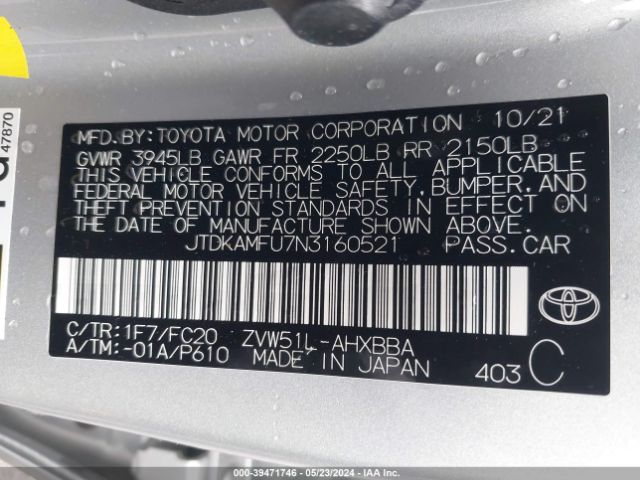 MFD.BY:TOYOTA MOTOR CORPORATION 10/21
GVWR 3945LB GAWR FR 2250LB RR 2150LB
THIS VEHICLE CONFORMS TO ALL APPLICABLE
FEDERAL MOTOR VEHICLE SAFETY,BUMPER,AND
THEFT PREVENTION STANDARDS IN EFFECT ON
THE DATE OF MANUFACTURE SHOWN ABOVE.
JTDKAMFU7N3160521 PASS.CAR
C/TR:1F7/FC20 ZVW51L-AHXBBA
A/TM:-01A/P610 MADE IN JAPAN
403 C
TOYOTA
47870
000-39471746 - 05/23/2024 - IAA Inc.